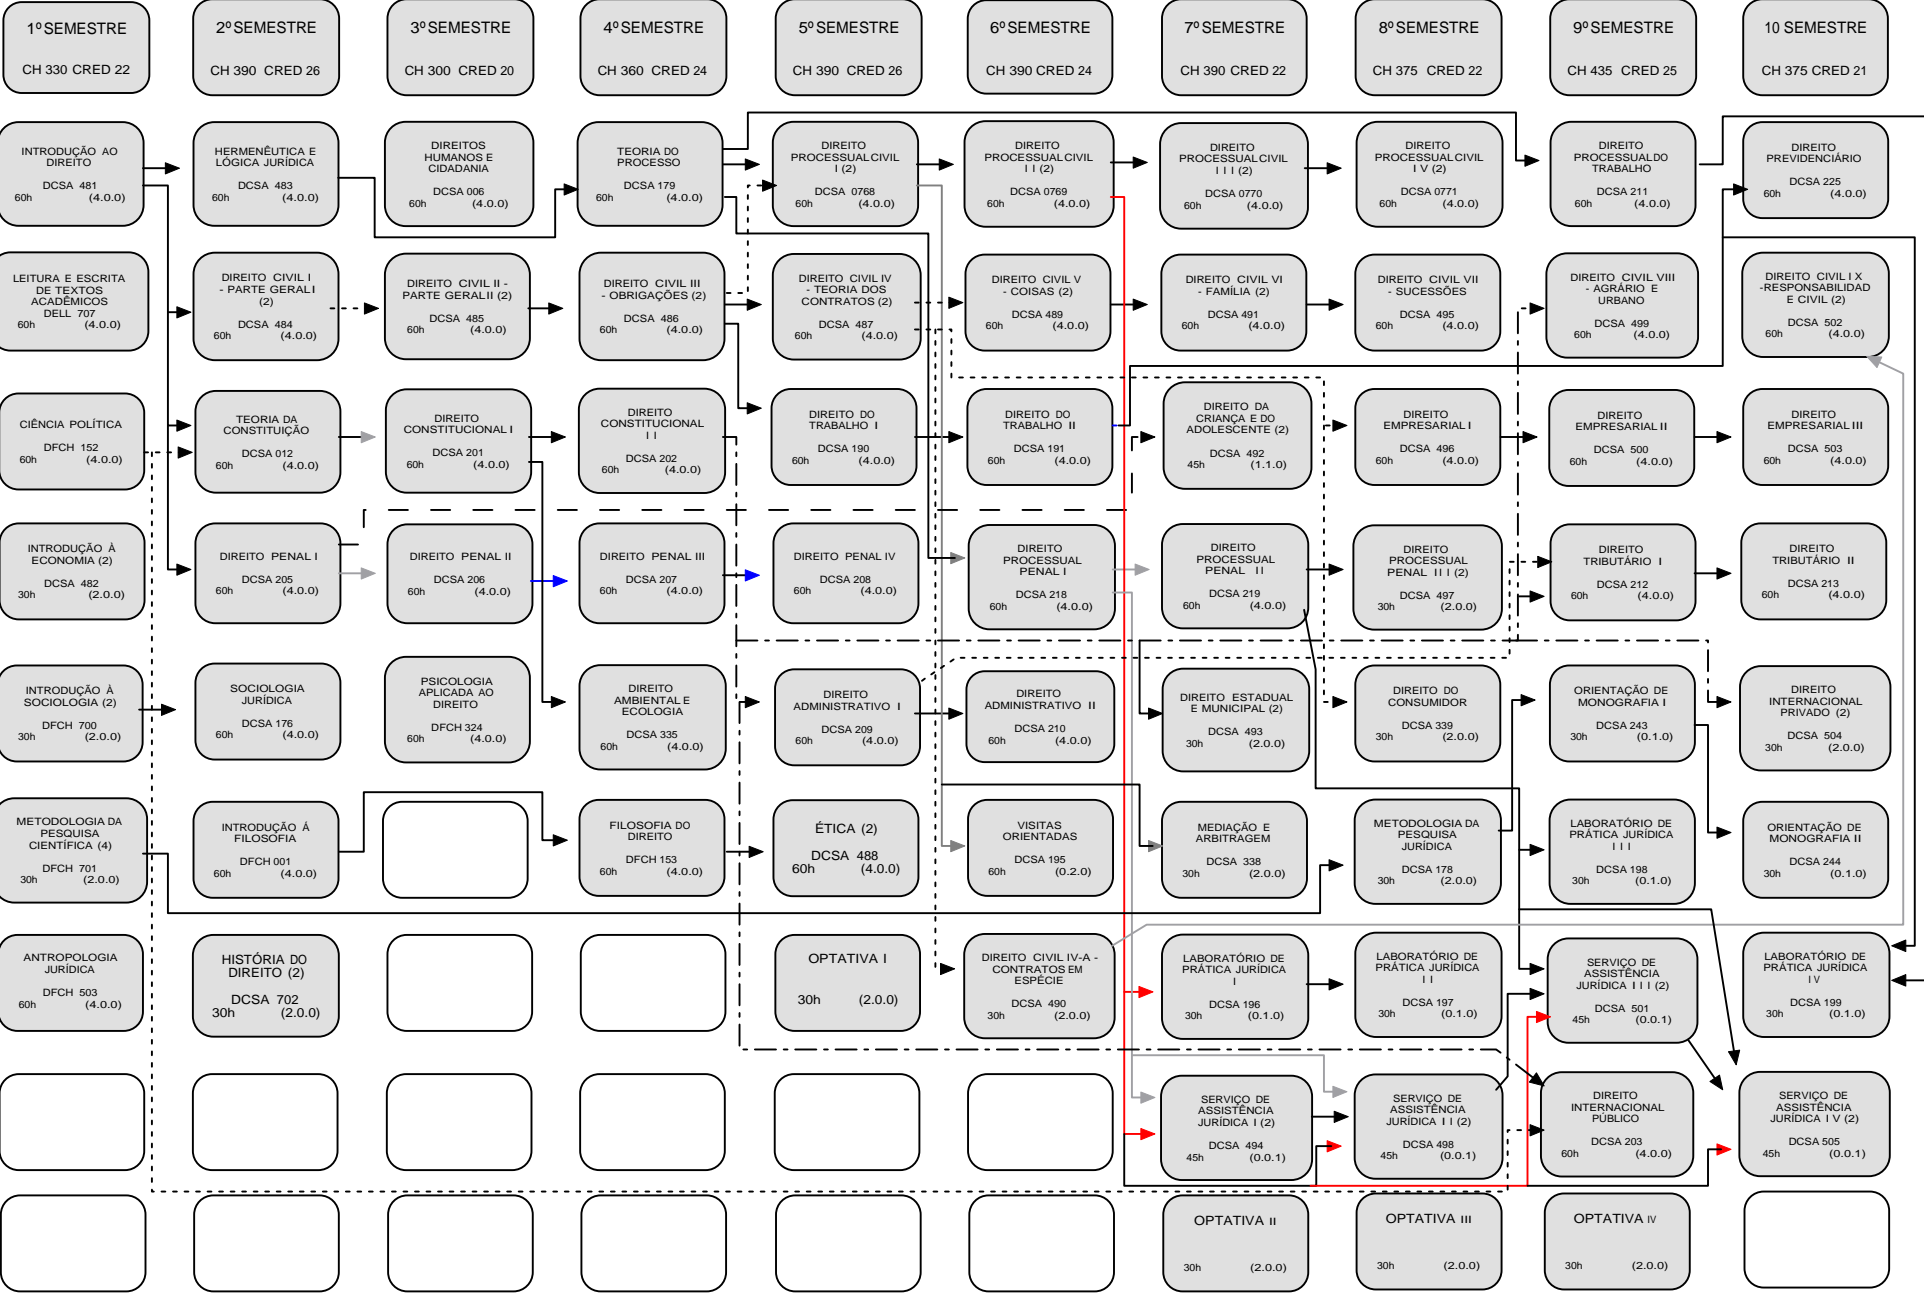 1º SEMESTRE
CH 330 CRED 22
2º SEMESTRE
CH 390 CRED 26
3º SEMESTRE
CH 300 CRED 20
4º SEMESTRE
CH 360 CRED 24
5º SEMESTRE
CH 390 CRED 26
6º SEMESTRE
CH 390 CRED 24
7º SEMESTRE
CH 390 CRED 22
8º SEMESTRE
CH 375 CRED 22
9º SEMESTRE
CH 435 CRED 25
10 SEMESTRE
CH 375 CRED 21
INTRODUÇÃO AO
DIREITO
DCSA 481
60h (4.0.0)
HERMENÊUTICA E
LÓGICA JURÍDICA
DCSA 483
60h (4.0.0)
DIREITOS
HUMANOS E
CIDADANIA
DCSA 006
60h (4.0.0)
TEORIA DO
PROCESSO
DCSA 179
60h (4.0.0)
DIREITO
PROCESSUAL CIVIL
I (2)
DCSA 0768
60h (4.0.0)
DIREITO
PROCESSUAL CIVIL
I I (2)
DCSA 0769
60h (4.0.0)
DIREITO
PROCESSUAL CIVIL
I I I (2)
DCSA 0770
60h (4.0.0)
DIREITO
PROCESSUAL CIVIL
I V (2)
DCSA 0771
60h (4.0.0)
DIREITO
PROCESSUAL DO
TRABALHO
DCSA 211
60h (4.0.0)
DIREITO
PREVIDENCIÁRIO
DCSA 225
60h (4.0.0)
LEITURA E ESCRITA
DE TEXTOS
ACADÊMICOS
DELL 707
60h (4.0.0)
DIREITO CIVIL I
- PARTE GERAL I
(2)
DCSA 484
60h (4.0.0)
DIREITO CIVIL II -
PARTE GERAL II (2)
DCSA 485
60h (4.0.0)
DIREITO CIVIL III
- OBRIGAÇÕES (2)
DCSA 486
60h (4.0.0)
DIREITO CIVIL IV
- TEORIA DOS
CONTRATOS (2)
DCSA 487
60h (4.0.0)
DIREITO CIVIL V
- COISAS (2)
DCSA 489
60h (4.0.0)
DIREITO CIVIL VI
- FAMÍLIA (2)
DCSA 491
60h (4.0.0)
DIREITO CIVIL VII
- SUCESSÕES
DCSA 495
60h (4.0.0)
DIREITO CIVIL VIII
- AGRÁRIO E
URBANO
DCSA 499
60h (4.0.0)
DIREITO CIVIL I X
-RESPONSABILIDAD
E CIVIL (2)
DCSA 502
60h (4.0.0)
CIÊNCIA POLÍTICA
DFCH 152
60h (4.0.0)
TEORIA DA
CONSTITUIÇÃO
DCSA 012
60h (4.0.0)
DIREITO
CONSTITUCIONAL I
DCSA 201
60h (4.0.0)
DIREITO
CONSTITUCIONAL
I I
DCSA 202
60h (4.0.0)
DIREITO DO
TRABALHO I
DCSA 190
60h (4.0.0)
DIREITO DO
TRABALHO II
DCSA 191
60h (4.0.0)
DIREITO DA
CRIANÇA E DO
ADOLESCENTE (2)
DCSA 492
45h (1.1.0)
DIREITO
EMPRESARIAL I
DCSA 496
60h (4.0.0)
DIREITO
EMPRESARIAL II
DCSA 500
60h (4.0.0)
DIREITO
EMPRESARIAL III
DCSA 503
60h (4.0.0)
INTRODUÇÃO À
ECONOMIA (2)
DCSA 482
30h (2.0.0)
DIREITO PENAL I
DCSA 205
60h (4.0.0)
DIREITO PENAL II
DCSA 206
60h (4.0.0)
DIREITO PENAL III
DCSA 207
60h (4.0.0)
DIREITO PENAL IV
DCSA 208
60h (4.0.0)
DIREITO
PROCESSUAL
PENAL I
DCSA 218
60h (4.0.0)
DIREITO
PROCESSUAL
PENAL II
DCSA 219
60h (4.0.0)
DIREITO
PROCESSUAL
PENAL I I I (2)
DCSA 497
30h (2.0.0)
DIREITO
TRIBUTÁRIO I
DCSA 212
60h (4.0.0)
DIREITO
TRIBUTÁRIO II
DCSA 213
60h (4.0.0)
INTRODUÇÃO À
SOCIOLOGIA (2)
DFCH 700
30h (2.0.0)
SOCIOLOGIA
JURÍDICA
DCSA 176
60h (4.0.0)
PSICOLOGIA
APLICADA AO
DIREITO
DFCH 324
60h (4.0.0)
DIREITO
AMBIENTAL E
ECOLOGIA
DCSA 335
60h (4.0.0)
DIREITO
ADMINISTRATIVO I
DCSA 209
60h (4.0.0)
DIREITO
ADMINISTRATIVO II
DCSA 210
60h (4.0.0)
DIREITO ESTADUAL
E MUNICIPAL (2)
DCSA 493
30h (2.0.0)
DIREITO DO
CONSUMIDOR
DCSA 339
30h (2.0.0)
ORIENTAÇÃO DE
MONOGRAFIA I
DCSA 243
30h (0.1.0)
DIREITO
INTERNACIONAL
PRIVADO (2)
DCSA 504
30h (2.0.0)
METODOLOGIA DA
PESQUISA
CIENTÍFICA (4)
DFCH 701
30h (2.0.0)
INTRODUÇÃO Á
FILOSOFIA
DFCH 001
60h (4.0.0)
FILOSOFIA DO
DIREITO
DFCH 153
60h (4.0.0)
ÉTICA (2)
DCSA 488
60h (4.0.0)
VISITAS
ORIENTADAS
DCSA 195
60h (0.2.0)
MEDIAÇÃO E
ARBITRAGEM
DCSA 338
30h (2.0.0)
METODOLOGIA DA
PESQUISA
JURÍDICA
DCSA 178
30h (2.0.0)
LABORATÓRIO DE
PRÁTICA JURÍDICA
I I I
DCSA 198
30h (0.1.0)
ORIENTAÇÃO DE
MONOGRAFIA II
DCSA 244
30h (0.1.0)
ANTROPOLOGIA
JURÍDICA
DFCH 503
60h (4.0.0)
HISTÓRIA DO
DIREITO (2)
DCSA 702
30h (2.0.0)
OPTATIVA I
30h (2.0.0)
DIREITO CIVIL IV-A -
CONTRATOS EM
ESPÉCIE
DCSA 490
30h (2.0.0)
LABORATÓRIO DE
PRÁTICA JURÍDICA
I
DCSA 196
30h (0.1.0)
LABORATÓRIO DE
PRÁTICA JURÍDICA
I I
DCSA 197
30h (0.1.0)
SERVIÇO DE
ASSISTÊNCIA
JURÍDICA I I I (2)
DCSA 501
45h (0.0.1)
LABORATÓRIO DE
PRÁTICA JURÍDICA
I V
DCSA 199
30h (0.1.0)
SERVIÇO DE
ASSISTÊNCIA
JURÍDICA I (2)
DCSA 494
45h (0.0.1)
SERVIÇO DE
ASSISTÊNCIA
JURÍDICA I I (2)
DCSA 498
45h (0.0.1)
DIREITO
INTERNACIONAL
PÚBLICO
DCSA 203
60h (4.0.0)
SERVIÇO DE
ASSISTÊNCIA
JURÍDICA I V (2)
DCSA 505
45h (0.0.1)
OPTATIVA II
30h (2.0.0)
OPTATIVA III
30h (2.0.0)
OPTATIVA IV
30h (2.0.0)